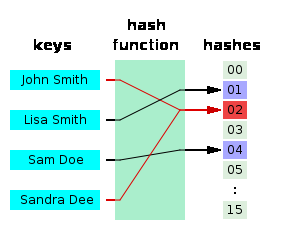 hash
keys function hashes
John Smith
Lisa Smith
Sam Doe
Sandra Dee
00
01
02
03
04
05
:
15